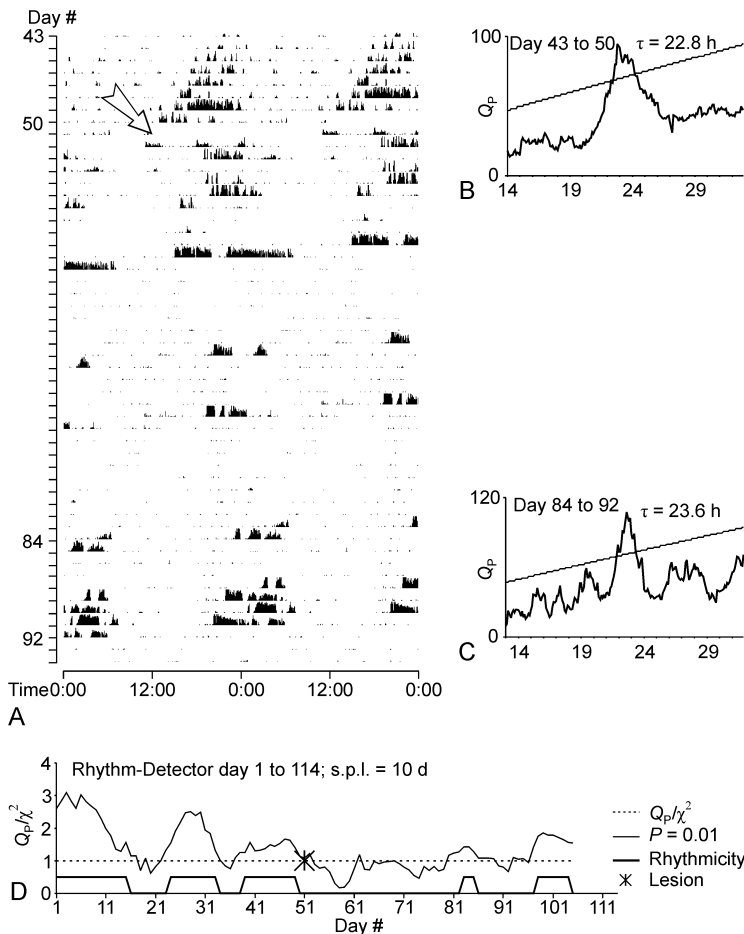 Day #
43
50
84
92
Time 0:00 12:00 0:00 12:00 0:00
A
100
Day 43 to 50 τ = 22.8 h
QP
0
14 19 24 29
B
120
Day 84 to 92 τ = 23.6 h
QP
0
14 19 24 29
C
4
Rhythm-Detector day 1 to 114; s.p.l. = 10 d
3
QP/χ2
2
1
0
D
1 11 21 31 41 51 61 71 81 91 101 111
Day #
QP/χ2
P = 0.01
Rhythmicity
Lesion